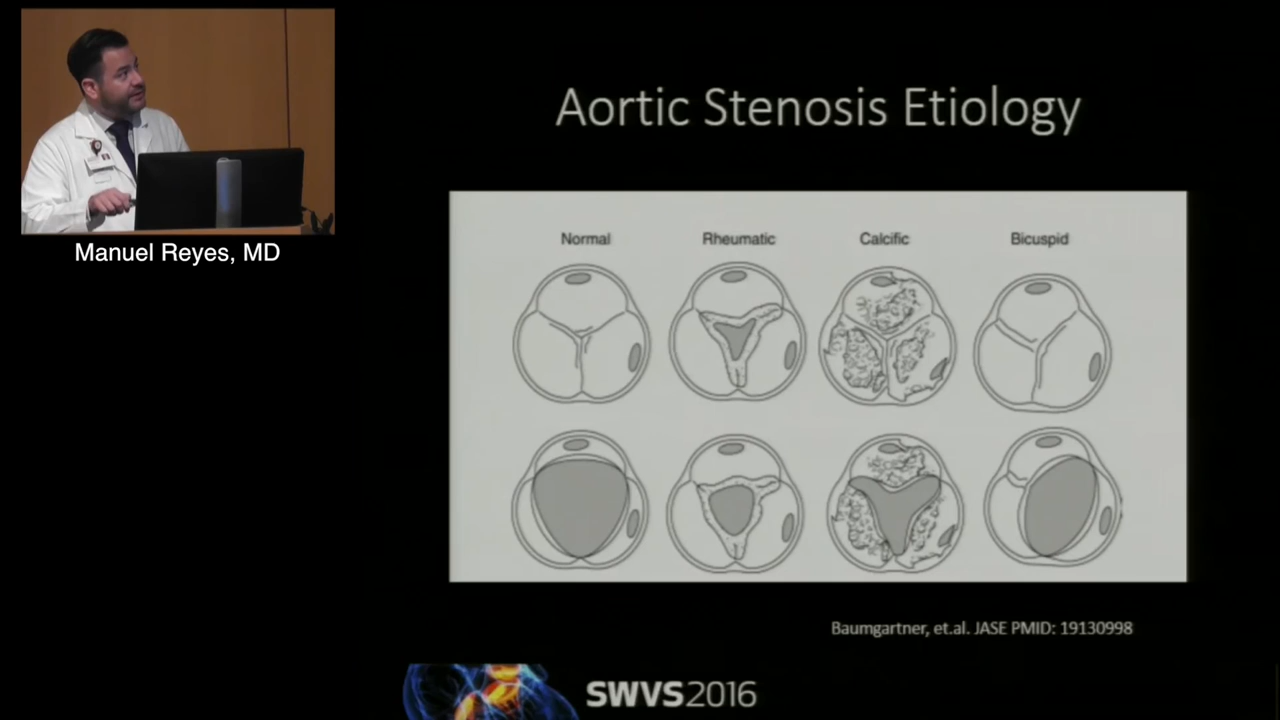 Aortic Stenosis Etiology
Manuel Reyes, MD
Normal Rheumatic Calcific Bicuspid
Baumgartner, et.al. JASE PMID: 19130998
SWVS2016